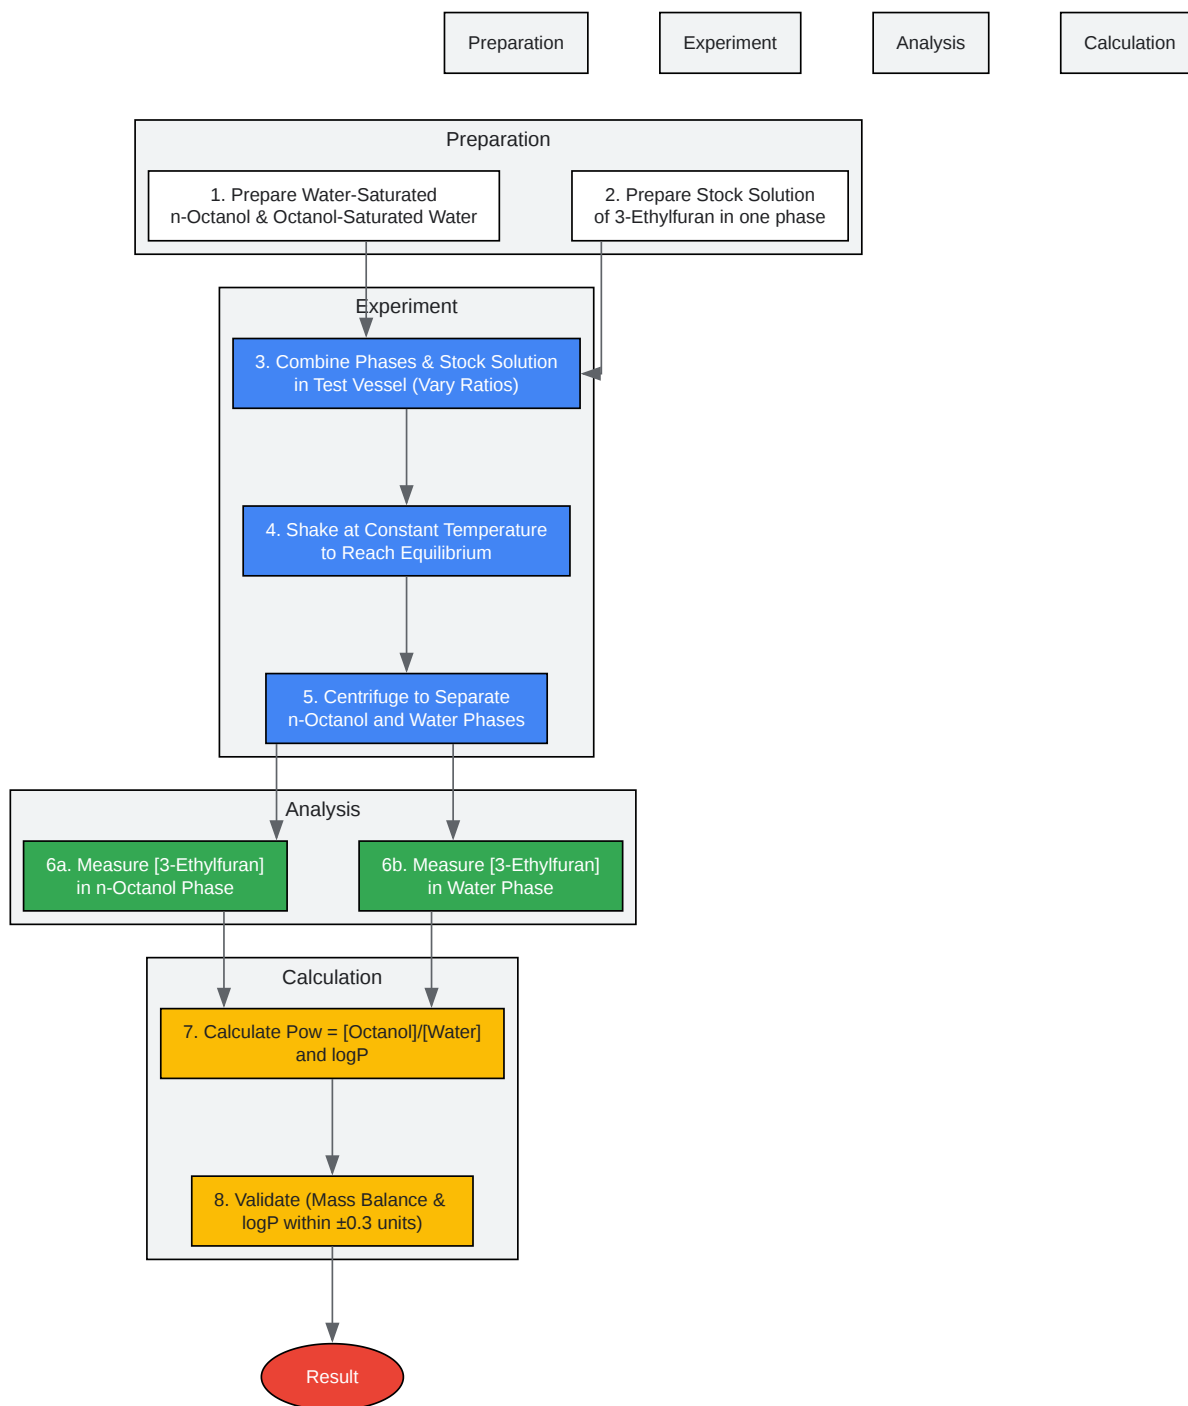 Preparation
Experiment
Analysis
Calculation
Preparation
1. Prepare Water-Saturated
n-Octanol & Octanol-Saturated Water
2. Prepare Stock Solution
of 3-Ethylfuran in one phase
Experiment
3. Combine Phases & Stock Solution
in Test Vessel (Vary Ratios)
4. Shake at Constant Temperature
to Reach Equilibrium
5. Centrifuge to Separate
n-Octanol and Water Phases
Analysis
6a. Measure [3-Ethylfuran]
in n-Octanol Phase
6b. Measure [3-Ethylfuran]
in Water Phase
Calculation
7. Calculate Pow = [Octanol]/[Water]
and logP
8. Validate (Mass Balance &
logP within ±0.3 units)
Result